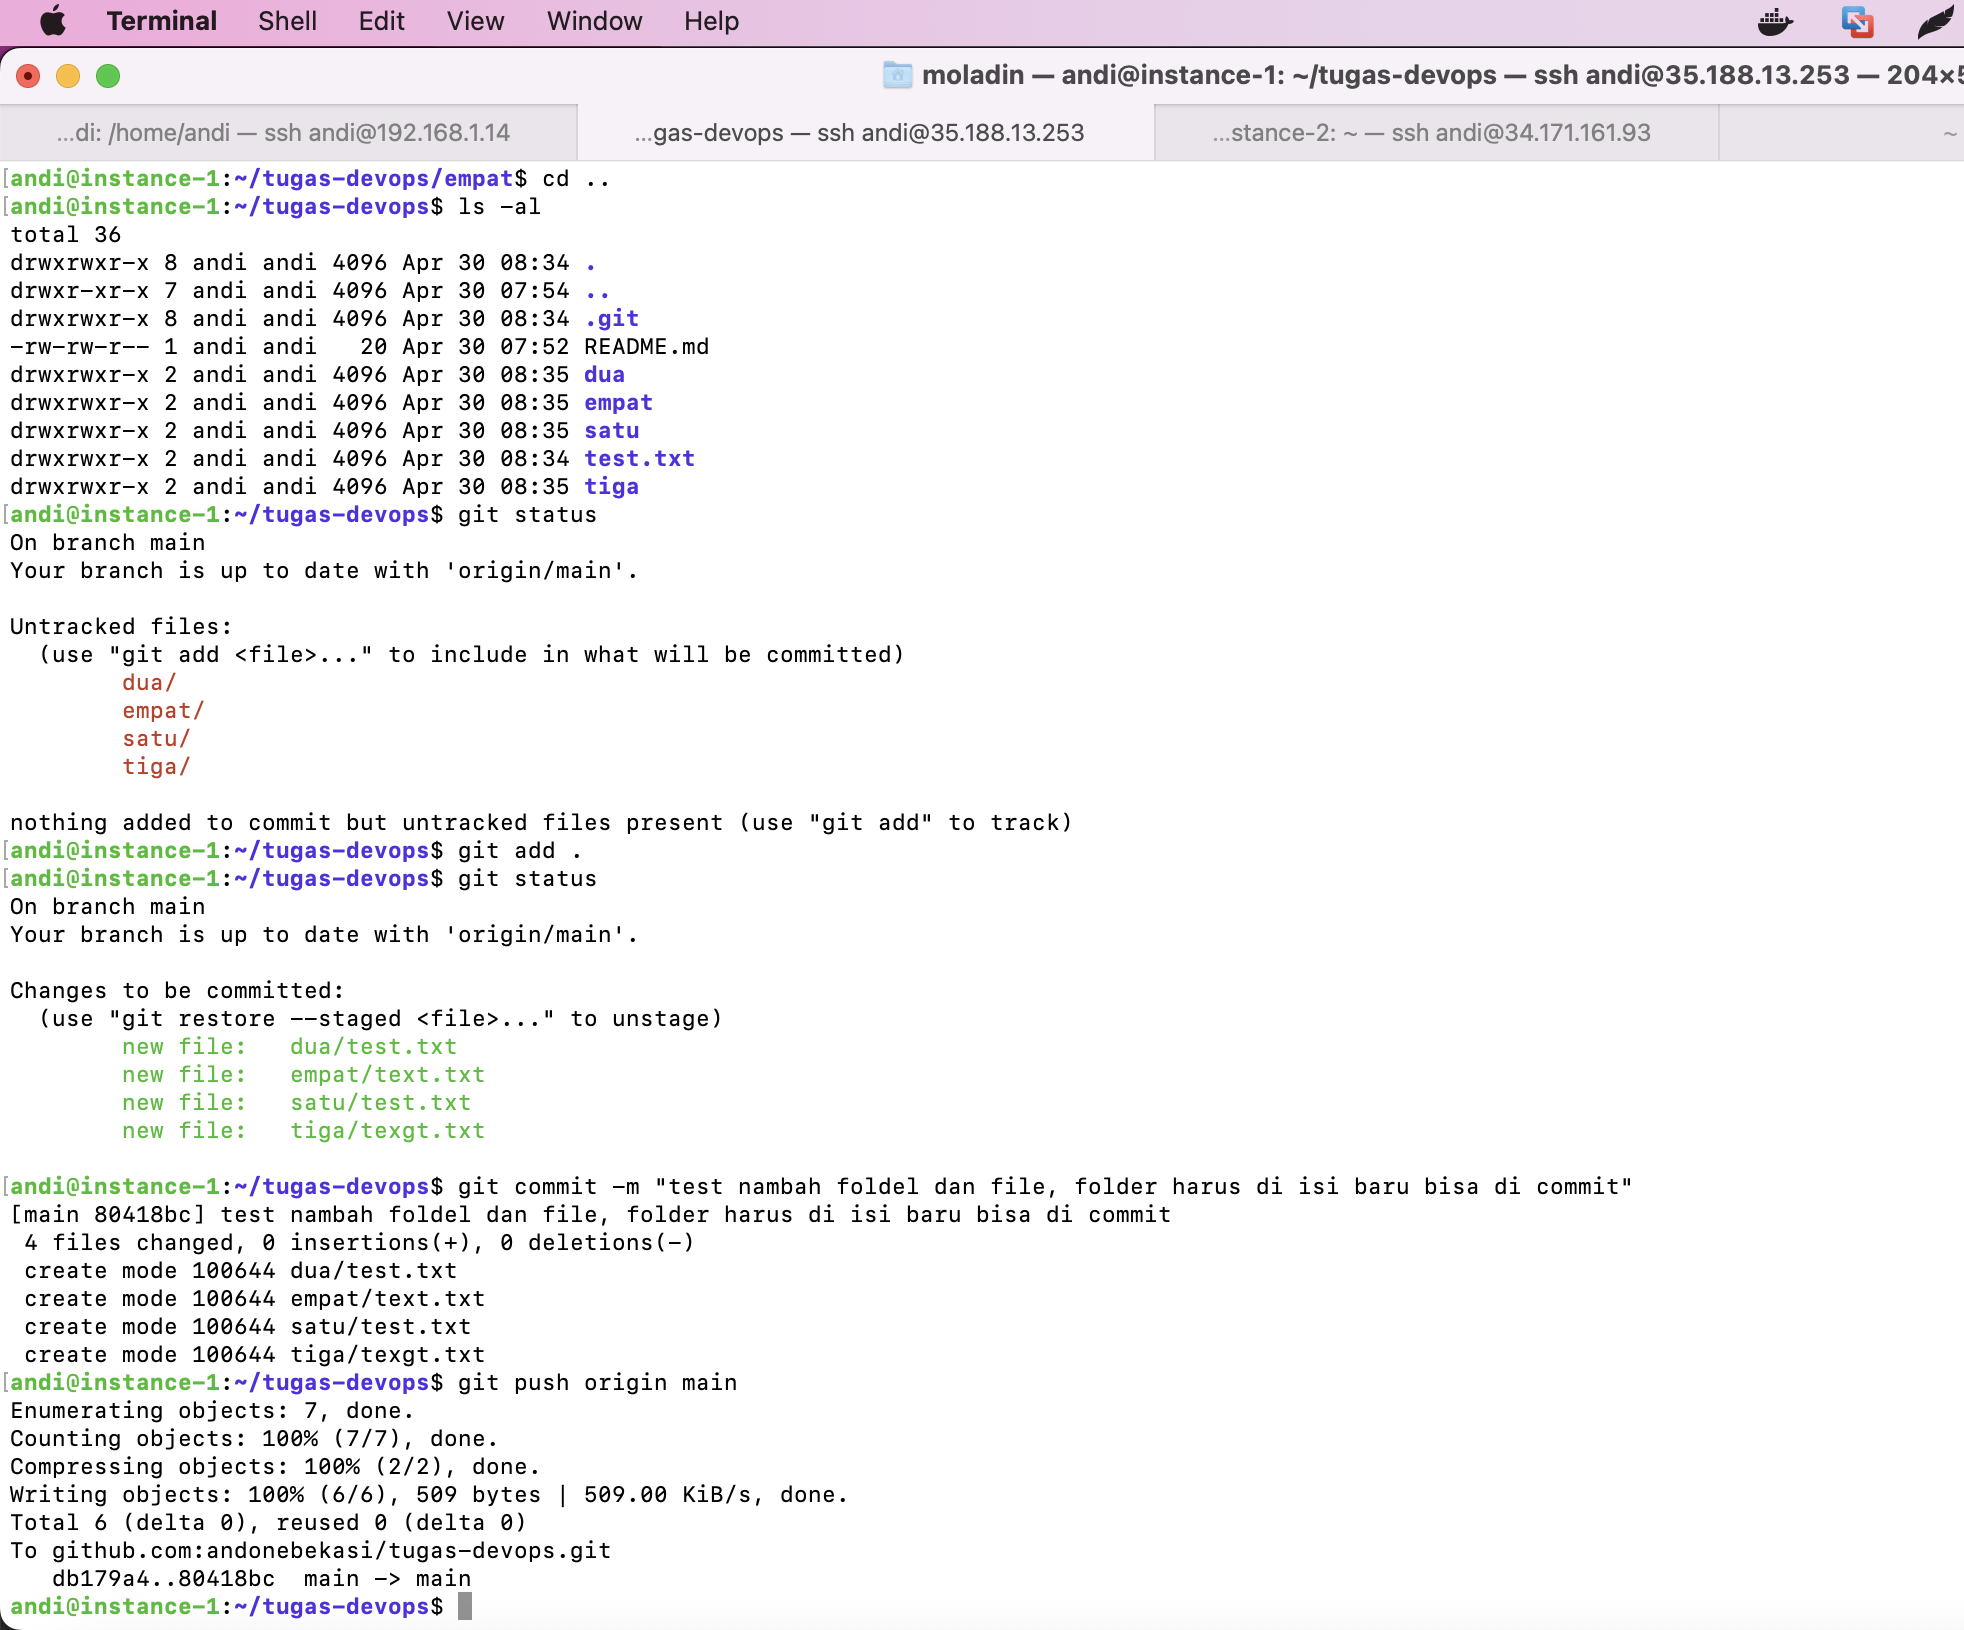 Terminal Shell Edit View Window Help
moladin — andi@instance-1: ~/tugas-devops — ssh andi@35.188.13.253 — 204×5
...di: /home/andi — ssh andi@192.168.1.14 ...gas-devops — ssh andi@35.188.13.253 ...stance-2: ~ — ssh andi@34.171.161.93 ~
[andi@instance-1:~/tugas-devops/empat$ cd ..
[andi@instance-1:~/tugas-devops$ ls -al
total 36
drwxrwxr-x 8 andi andi 4096 Apr 30 08:34 .
drwxr-xr-x 7 andi andi 4096 Apr 30 07:54 ..
drwxrwxr-x 8 andi andi 4096 Apr 30 08:34 .git
-rw-rw-r-- 1 andi andi   20 Apr 30 07:52 README.md
drwxrwxr-x 2 andi andi 4096 Apr 30 08:35 dua
drwxrwxr-x 2 andi andi 4096 Apr 30 08:35 empat
drwxrwxr-x 2 andi andi 4096 Apr 30 08:35 satu
drwxrwxr-x 2 andi andi 4096 Apr 30 08:34 test.txt
drwxrwxr-x 2 andi andi 4096 Apr 30 08:35 tiga
[andi@instance-1:~/tugas-devops$ git status
On branch main
Your branch is up to date with 'origin/main'.
Untracked files:
  (use "git add <file>..." to include in what will be committed)
        dua/
        empat/
        satu/
        tiga/
nothing added to commit but untracked files present (use "git add" to track)
[andi@instance-1:~/tugas-devops$ git add .
[andi@instance-1:~/tugas-devops$ git status
On branch main
Your branch is up to date with 'origin/main'.
Changes to be committed:
  (use "git restore --staged <file>..." to unstage)
        new file:   dua/test.txt
        new file:   empat/text.txt
        new file:   satu/test.txt
        new file:   tiga/texgt.txt
[andi@instance-1:~/tugas-devops$ git commit -m "test nambah foldel dan file, folder harus di isi baru bisa di commit"
[main 80418bc] test nambah foldel dan file, folder harus di isi baru bisa di commit
 4 files changed, 0 insertions(+), 0 deletions(-)
 create mode 100644 dua/test.txt
 create mode 100644 empat/text.txt
 create mode 100644 satu/test.txt
 create mode 100644 tiga/texgt.txt
[andi@instance-1:~/tugas-devops$ git push origin main
Enumerating objects: 7, done.
Counting objects: 100% (7/7), done.
Compressing objects: 100% (2/2), done.
Writing objects: 100% (6/6), 509 bytes | 509.00 KiB/s, done.
Total 6 (delta 0), reused 0 (delta 0)
To github.com:andonebekasi/tugas-devops.git
   db179a4..80418bc  main -> main
andi@instance-1:~/tugas-devops$